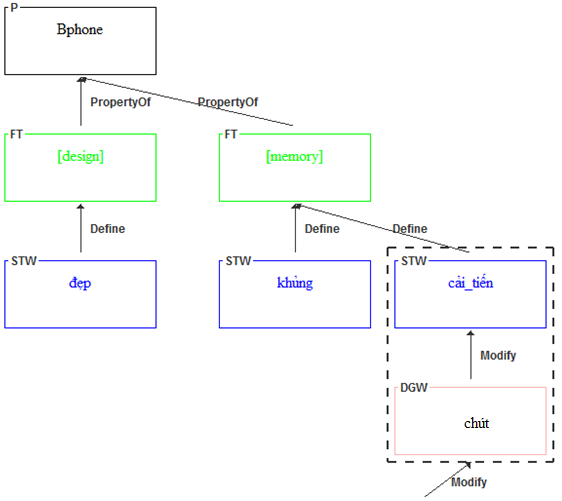 P
Bphone
PropertyOf
PropertyOf
FT
[design]
FT
[memory]
Define
Define
Define
STW
đẹp
STW
khủng
STW
cải_tiến
Modify
DGW
chút
Modify